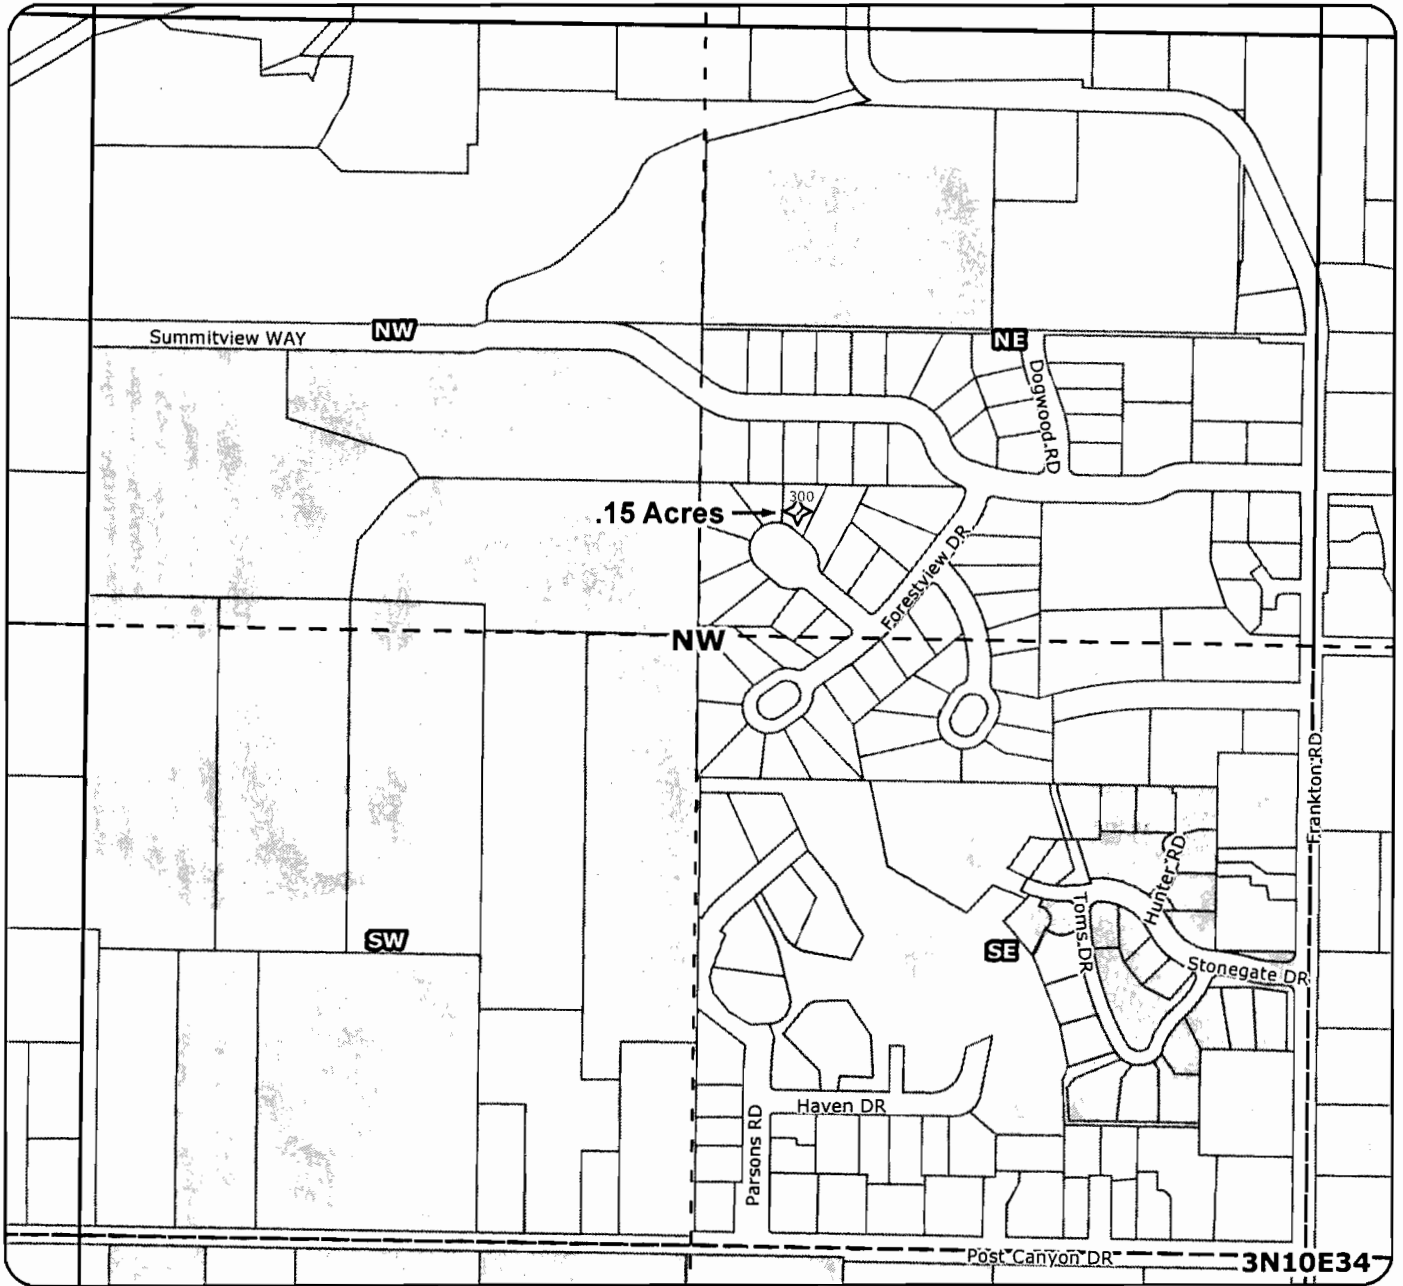 Summitview WAY
NW
NE
Dogwood RD
300
.15 Acres
Forestview DR
NW
Frankton RD
Hunter RD
Toms DR
SW
SE
Stonegate DR
Haven DR
Parsons RD
Post Canyon DR
3N10E34